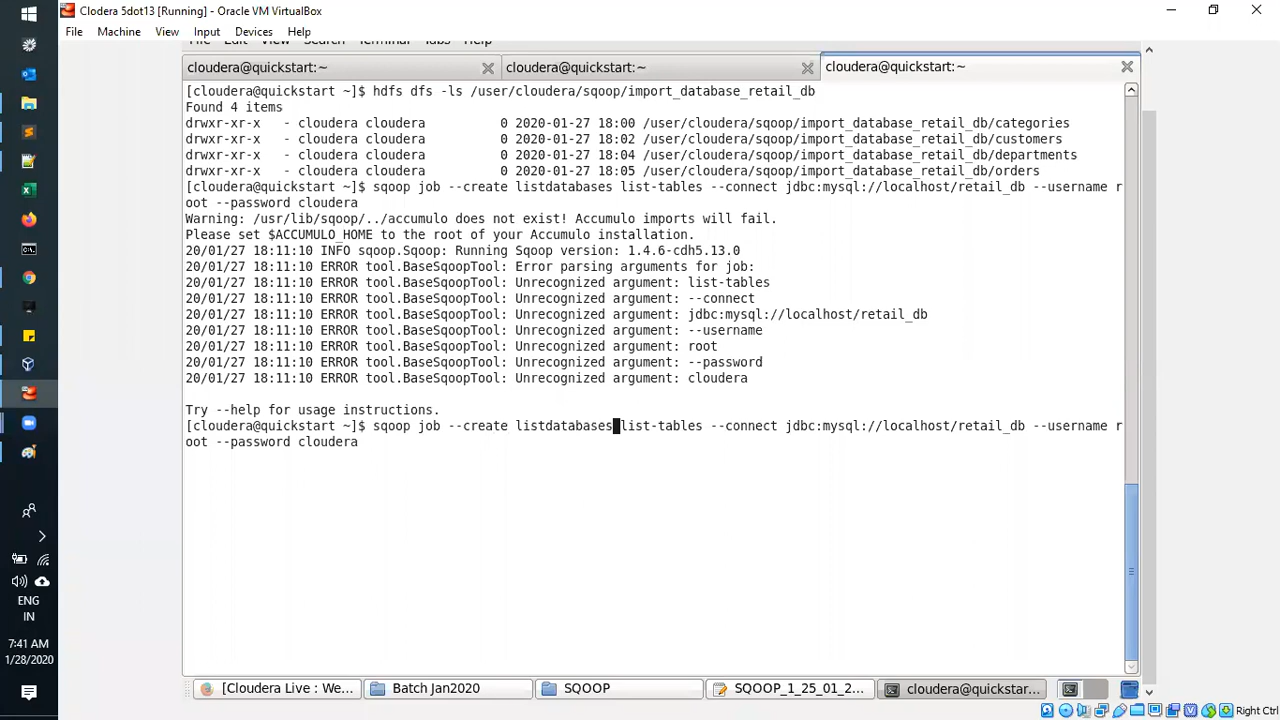 Clodera 5dot13 [Running] - Oracle VM VirtualBox
File Machine View Input Devices Help
File Edit View Search Terminal Tabs Help
cloudera@quickstart:~ cloudera@quickstart:~ cloudera@quickstart:~
[cloudera@quickstart ~]$ hdfs dfs -ls /user/cloudera/sqoop/import_database_retail_db
Found 4 items
drwxr-xr-x - cloudera cloudera 0 2020-01-27 18:00 /user/cloudera/sqoop/import_database_retail_db/categories
drwxr-xr-x - cloudera cloudera 0 2020-01-27 18:02 /user/cloudera/sqoop/import_database_retail_db/customers
drwxr-xr-x - cloudera cloudera 0 2020-01-27 18:04 /user/cloudera/sqoop/import_database_retail_db/departments
drwxr-xr-x - cloudera cloudera 0 2020-01-27 18:05 /user/cloudera/sqoop/import_database_retail_db/orders
[cloudera@quickstart ~]$ sqoop job --create listdatabases list-tables --connect jdbc:mysql://localhost/retail_db --username r
oot --password cloudera
Warning: /usr/lib/sqoop/../accumulo does not exist! Accumulo imports will fail.
Please set $ACCUMULO_HOME to the root of your Accumulo installation.
20/01/27 18:11:10 INFO sqoop.Sqoop: Running Sqoop version: 1.4.6-cdh5.13.0
20/01/27 18:11:10 ERROR tool.BaseSqoopTool: Error parsing arguments for job:
20/01/27 18:11:10 ERROR tool.BaseSqoopTool: Unrecognized argument: list-tables
20/01/27 18:11:10 ERROR tool.BaseSqoopTool: Unrecognized argument: --connect
20/01/27 18:11:10 ERROR tool.BaseSqoopTool: Unrecognized argument: jdbc:mysql://localhost/retail_db
20/01/27 18:11:10 ERROR tool.BaseSqoopTool: Unrecognized argument: --username
20/01/27 18:11:10 ERROR tool.BaseSqoopTool: Unrecognized argument: root
20/01/27 18:11:10 ERROR tool.BaseSqoopTool: Unrecognized argument: --password
20/01/27 18:11:10 ERROR tool.BaseSqoopTool: Unrecognized argument: cloudera
Try --help for usage instructions.
[cloudera@quickstart ~]$ sqoop job --create listdatabases list-tables --connect jdbc:mysql://localhost/retail_db --username r
oot --password cloudera
ENG
IN
7:41 AM
1/28/2020
[Cloudera Live : We... Batch Jan2020 SQOOP SQOOP_1_25_01_2... cloudera@quickstar...
Right Ctrl